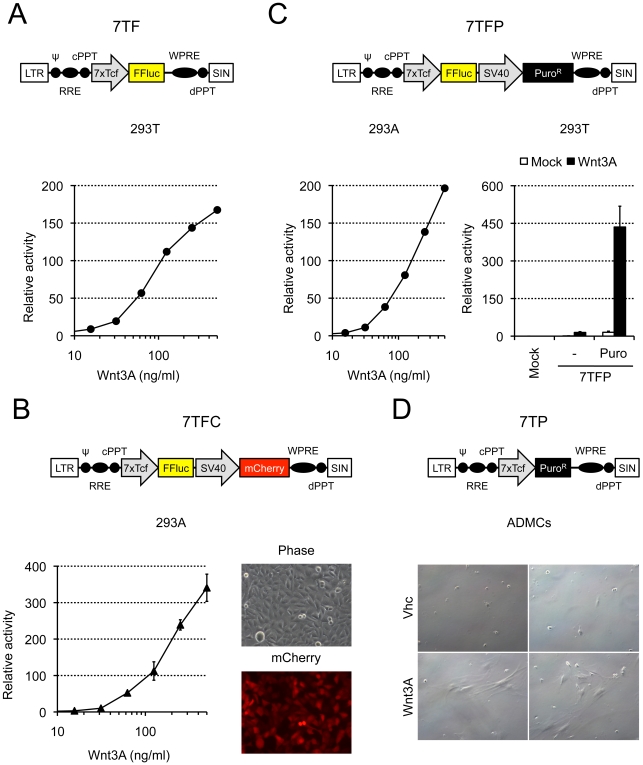 A
7TF
LTR Ψ cPPT 7xTcf FFluc WPRE SIN
RRE dPPT
293T
Relative activity
200
150
100
50
0
10 100
Wnt3A (ng/ml)
C
7TFP
LTR Ψ cPPT 7xTcf FFluc SV40 Puroᴿ WPRE SIN
RRE dPPT
293A
Relative activity
200
150
100
50
0
10 100
Wnt3A (ng/ml)
293T
Mock Wnt3A
Relative activity
600
450
300
150
0
Mock - Puro
7TFP
B
7TFC
LTR Ψ cPPT 7xTcf FFluc SV40 mCherry WPRE SIN
RRE dPPT
293A
Relative activity
400
300
200
100
0
10 100
Wnt3A (ng/ml)
Phase
mCherry
D
7TP
LTR Ψ cPPT 7xTcf Puroᴿ WPRE SIN
RRE dPPT
ADMCs
Vhc
Wnt3A